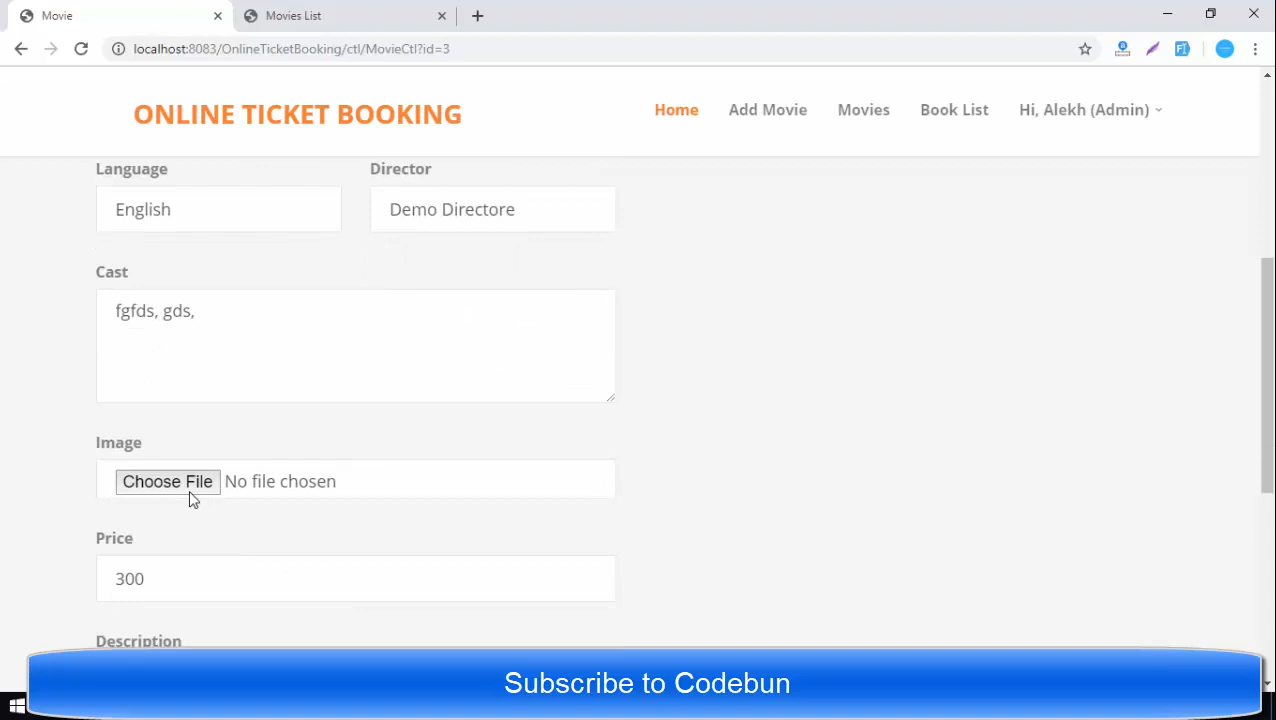 Movie
Movies List
localhost:8083/OnlineTicketBooking/ctl/MovieCtl?id=3
ONLINE TICKET BOOKING
Home
Add Movie
Movies
Book List
Hi, Alekh (Admin)
Language
Director
English
Demo Directore
Cast
fgfds, gds,
Image
Choose File No file chosen
Price
300
Description
Subscribe to Codebun